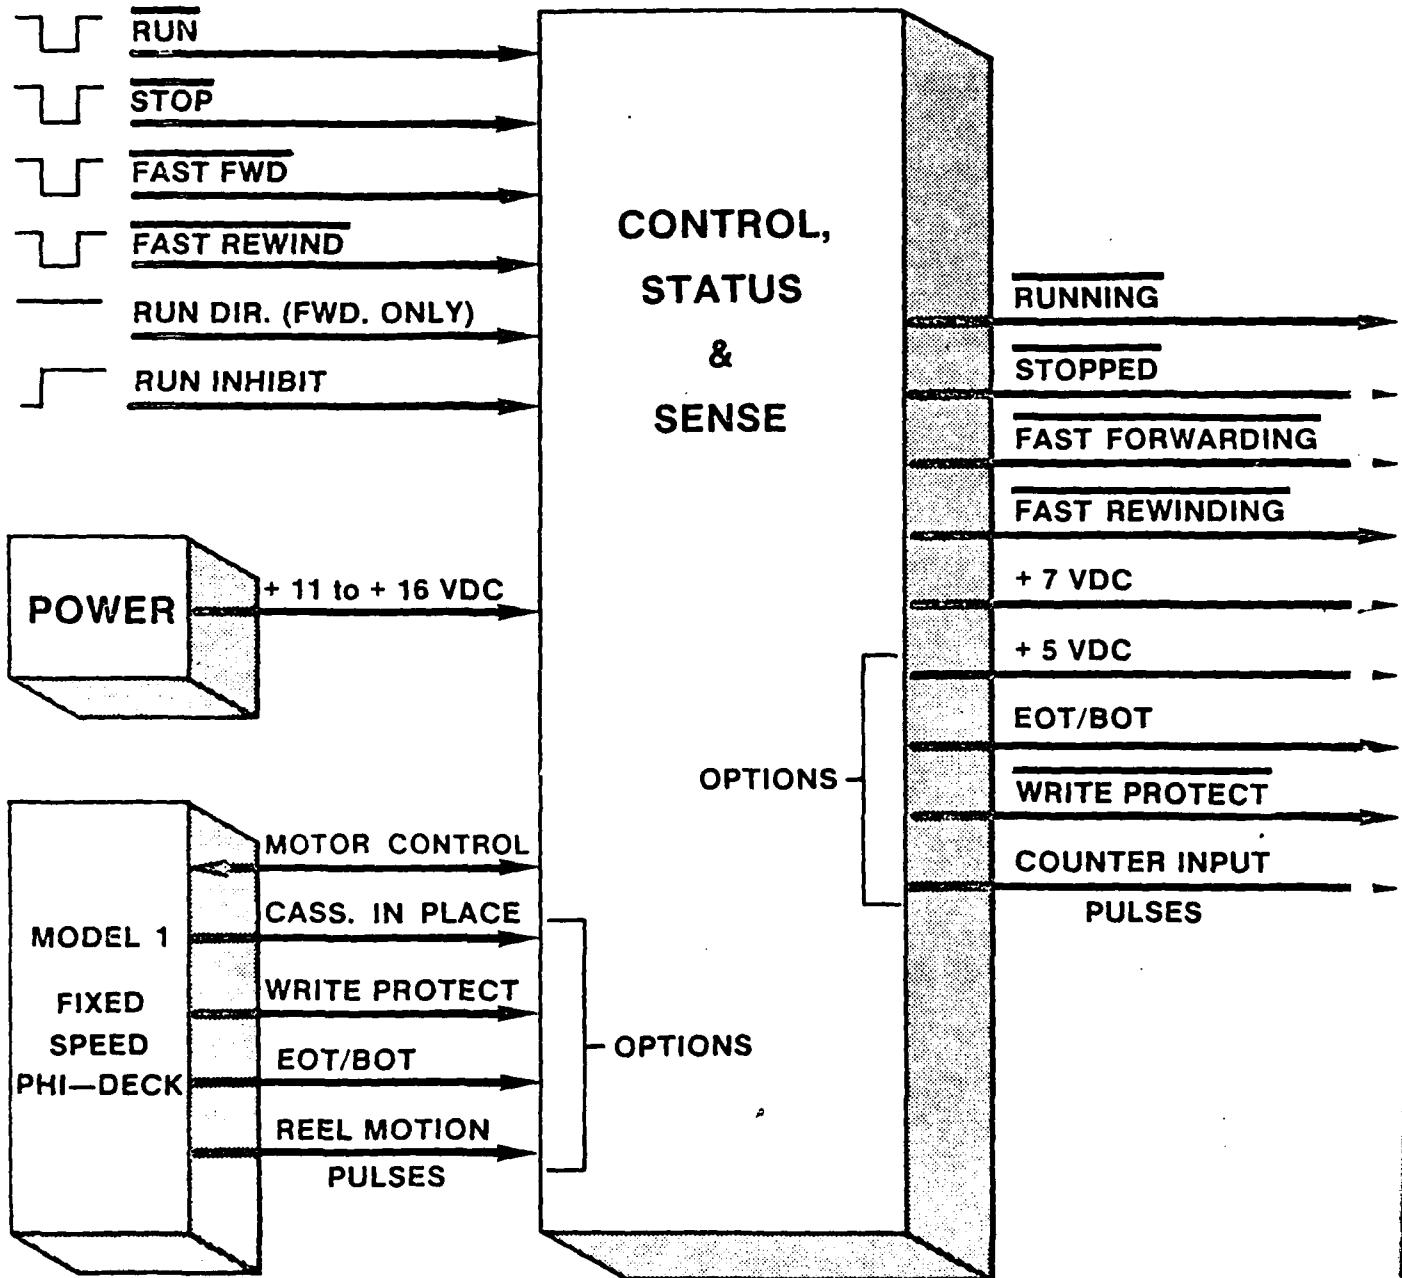 RUN
STOP
FAST FWD
FAST REWIND
RUN DIR. (FWD. ONLY)
RUN INHIBIT
POWER
+ 11 to + 16 VDC
MODEL 1
FIXED
SPEED
PHI—DECK
MOTOR CONTROL
CASS. IN PLACE
WRITE PROTECT
EOT/BOT
REEL MOTION
PULSES
OPTIONS
CONTROL,
STATUS
&
SENSE
OPTIONS
RUNNING
STOPPED
FAST FORWARDING
FAST REWINDING
+ 7 VDC
+ 5 VDC
EOT/BOT
WRITE PROTECT
COUNTER INPUT
PULSES